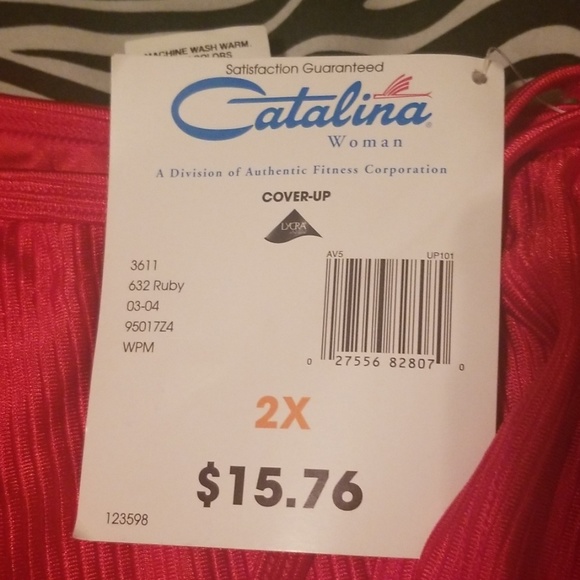 MACHINE WASH WARM
COLORS
Satisfaction Guaranteed
Catalina®
Woman
A Division of Authentic Fitness Corporation
COVER-UP
LYCRA
AV5 UP101
3611
632 Ruby
03-04
95017Z4
WPM
0 27556 82807 0
2X
$15.76
123598